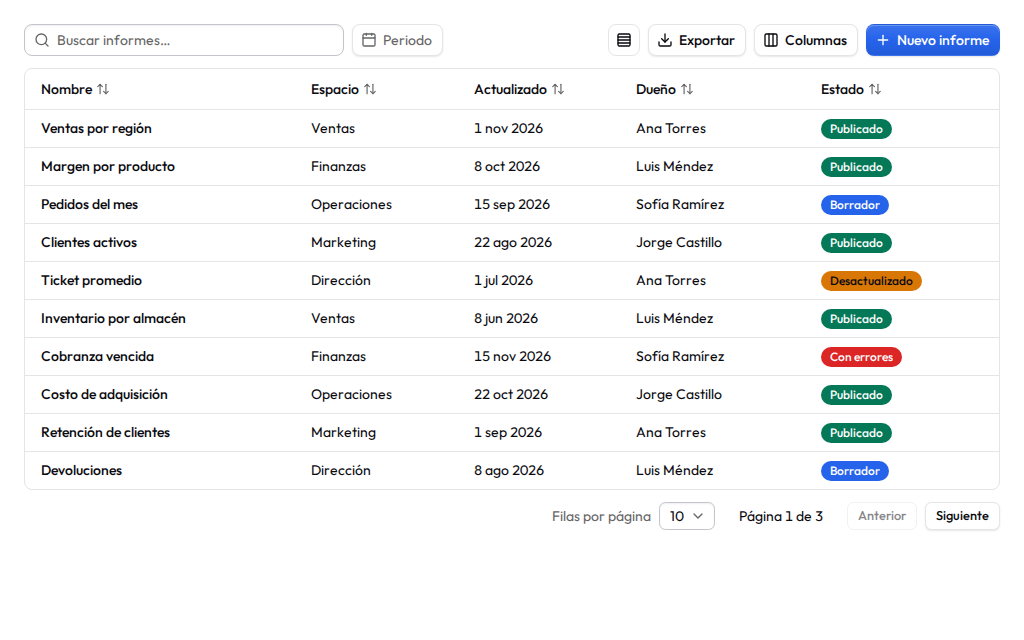 Buscar informes... Periodo Exportar Columnas Nuevo informe
Nombre Espacio Actualizado Dueño Estado
Ventas por región Ventas 1 nov 2026 Ana Torres Publicado
Margen por producto Finanzas 8 oct 2026 Luis Méndez Publicado
Pedidos del mes Operaciones 15 sep 2026 Sofía Ramírez Borrador
Clientes activos Marketing 22 ago 2026 Jorge Castillo Publicado
Ticket promedio Dirección 1 jul 2026 Ana Torres Desactualizado
Inventario por almacén Ventas 8 jun 2026 Luis Méndez Publicado
Cobranza vencida Finanzas 15 nov 2026 Sofía Ramírez Con errores
Costo de adquisición Operaciones 22 oct 2026 Jorge Castillo Publicado
Retención de clientes Marketing 1 sep 2026 Ana Torres Publicado
Devoluciones Dirección 8 ago 2026 Luis Méndez Borrador
Filas por página 10 Página 1 de 3 Anterior Siguiente